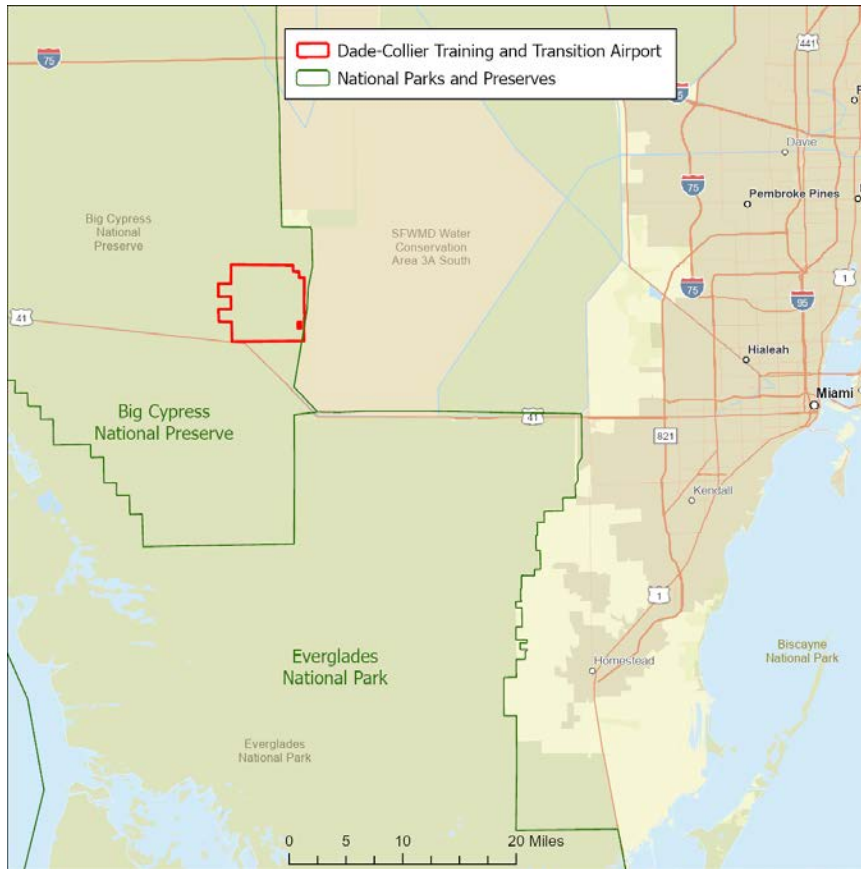 Dade-Collier Training and Transition Airport
National Parks and Preserves
75
441
75
Davie
75
Pembroke Pines
Big Cypress
National
Preserve
SFWMD Water
Conservation
Area 3A South
1
75
95
41
Hialeah
Miami
Big Cypress
National Preserve
41
821
Kendall
1
Biscayne
National Park
Everglades
National Park
Homestead
Everglades
National Park
0 5 10 20 Miles